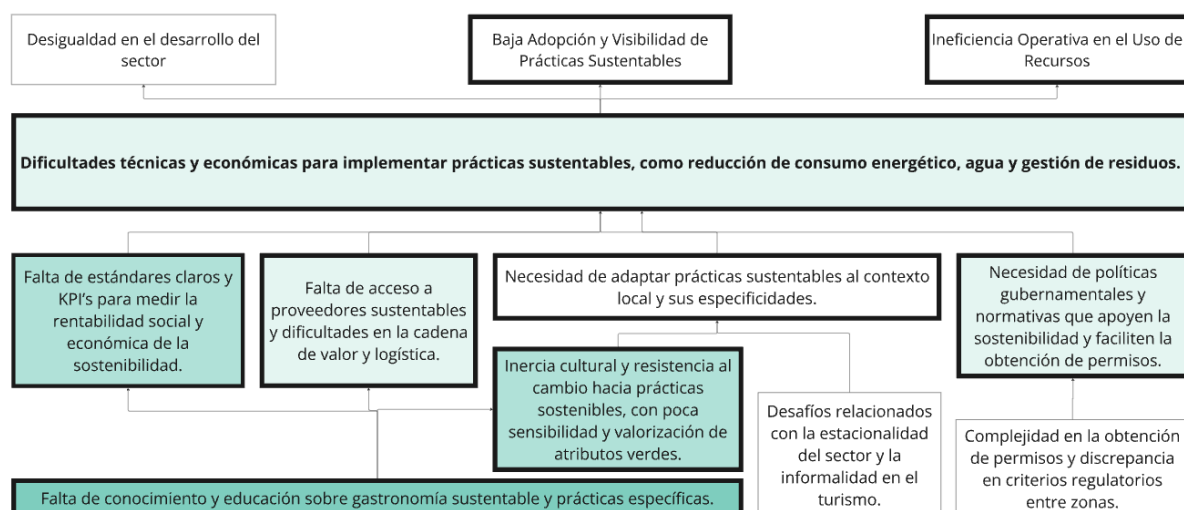 Desigualdad en el desarrollo del
sector
Baja Adopción y Visibilidad de
Prácticas Sustentables
Ineficiencia Operativa en el Uso de
Recursos
Dificultades técnicas y económicas para implementar prácticas sustentables, como reducción de consumo energético, agua y gestión de residuos.
Falta de estándares claros y
KPI's para medir la
rentabilidad social y
económica de la
sostenibilidad.
Falta de acceso a
proveedores sustentables
y dificultades en la cadena
de valor y logística.
Necesidad de adaptar prácticas sustentables al contexto
local y sus especificidades.
Necesidad de políticas
gubernamentales y
normativas que apoyen la
sostenibilidad y faciliten la
obtención de permisos.
Inercia cultural y resistencia al
cambio hacia prácticas
sostenibles, con poca
sensibilidad y valorización de
atributos verdes.
Desafíos relacionados
con la estacionalidad
del sector y la
informalidad en el
turismo.
Complejidad en la obtención
de permisos y discrepancia
en criterios regulatorios
entre zonas.
Falta de conocimiento y educación sobre gastronomía sustentable y prácticas específicas.